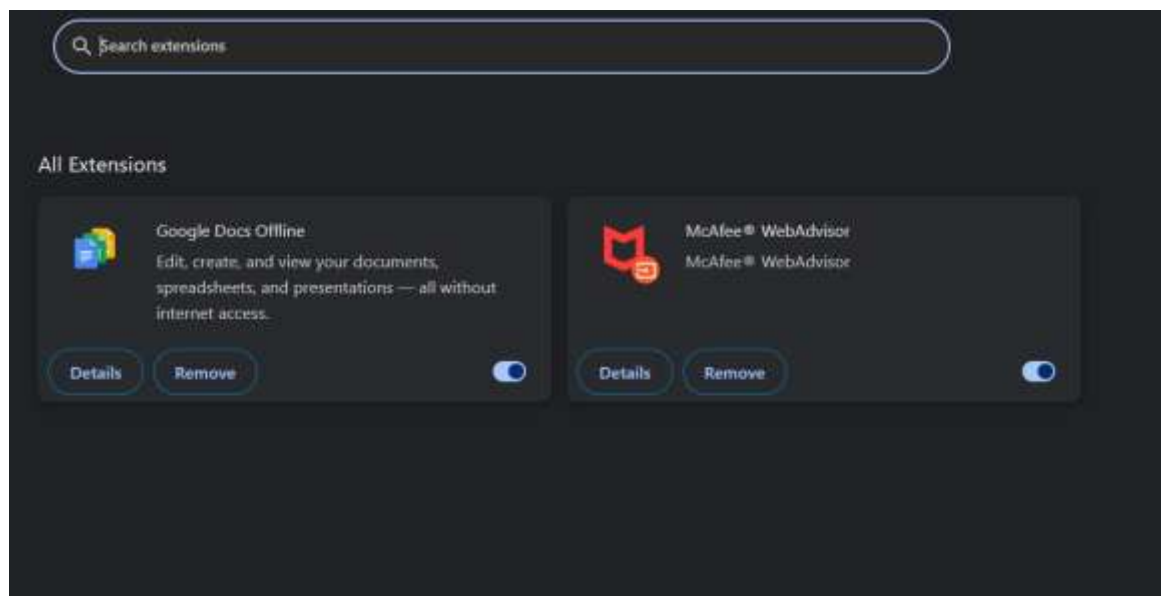 Search extensions
All Extensions
Google Docs Offline
Edit, create, and view your documents,
spreadsheets, and presentations — all without
internet access.
Details
Remove
McAfee® WebAdvisor
McAfee® WebAdvisor
Details
Remove